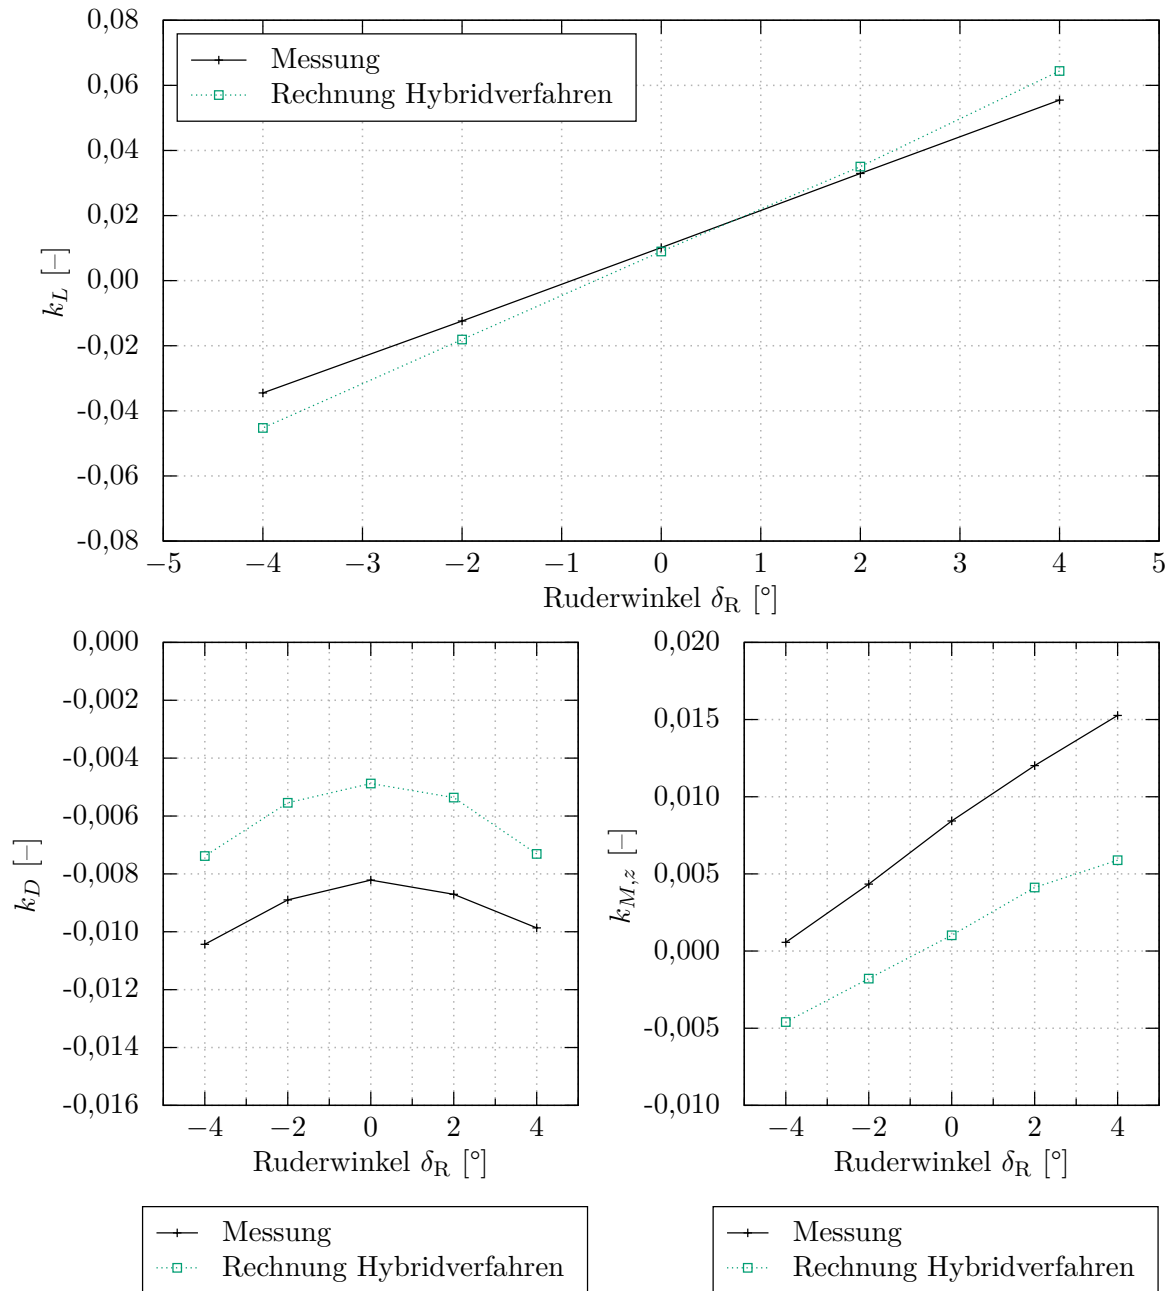 0,08
0,06
0,04
0,02
0,00
-0,02
-0,04
-0,06
-0,08
k_L [−]
Messung
Rechnung Hybridverfahren
−5 −4 −3 −2 −1 0 1 2 3 4 5
Ruderwinkel δ_R [°]
0,000
-0,002
-0,004
-0,006
-0,008
-0,010
-0,012
-0,014
-0,016
k_D [−]
−4 −2 0 2 4
Ruderwinkel δ_R [°]
Messung
Rechnung Hybridverfahren
0,020
0,015
0,010
0,005
0,000
-0,005
-0,010
k_{M,z} [−]
−4 −2 0 2 4
Ruderwinkel δ_R [°]
Messung
Rechnung Hybridverfahren